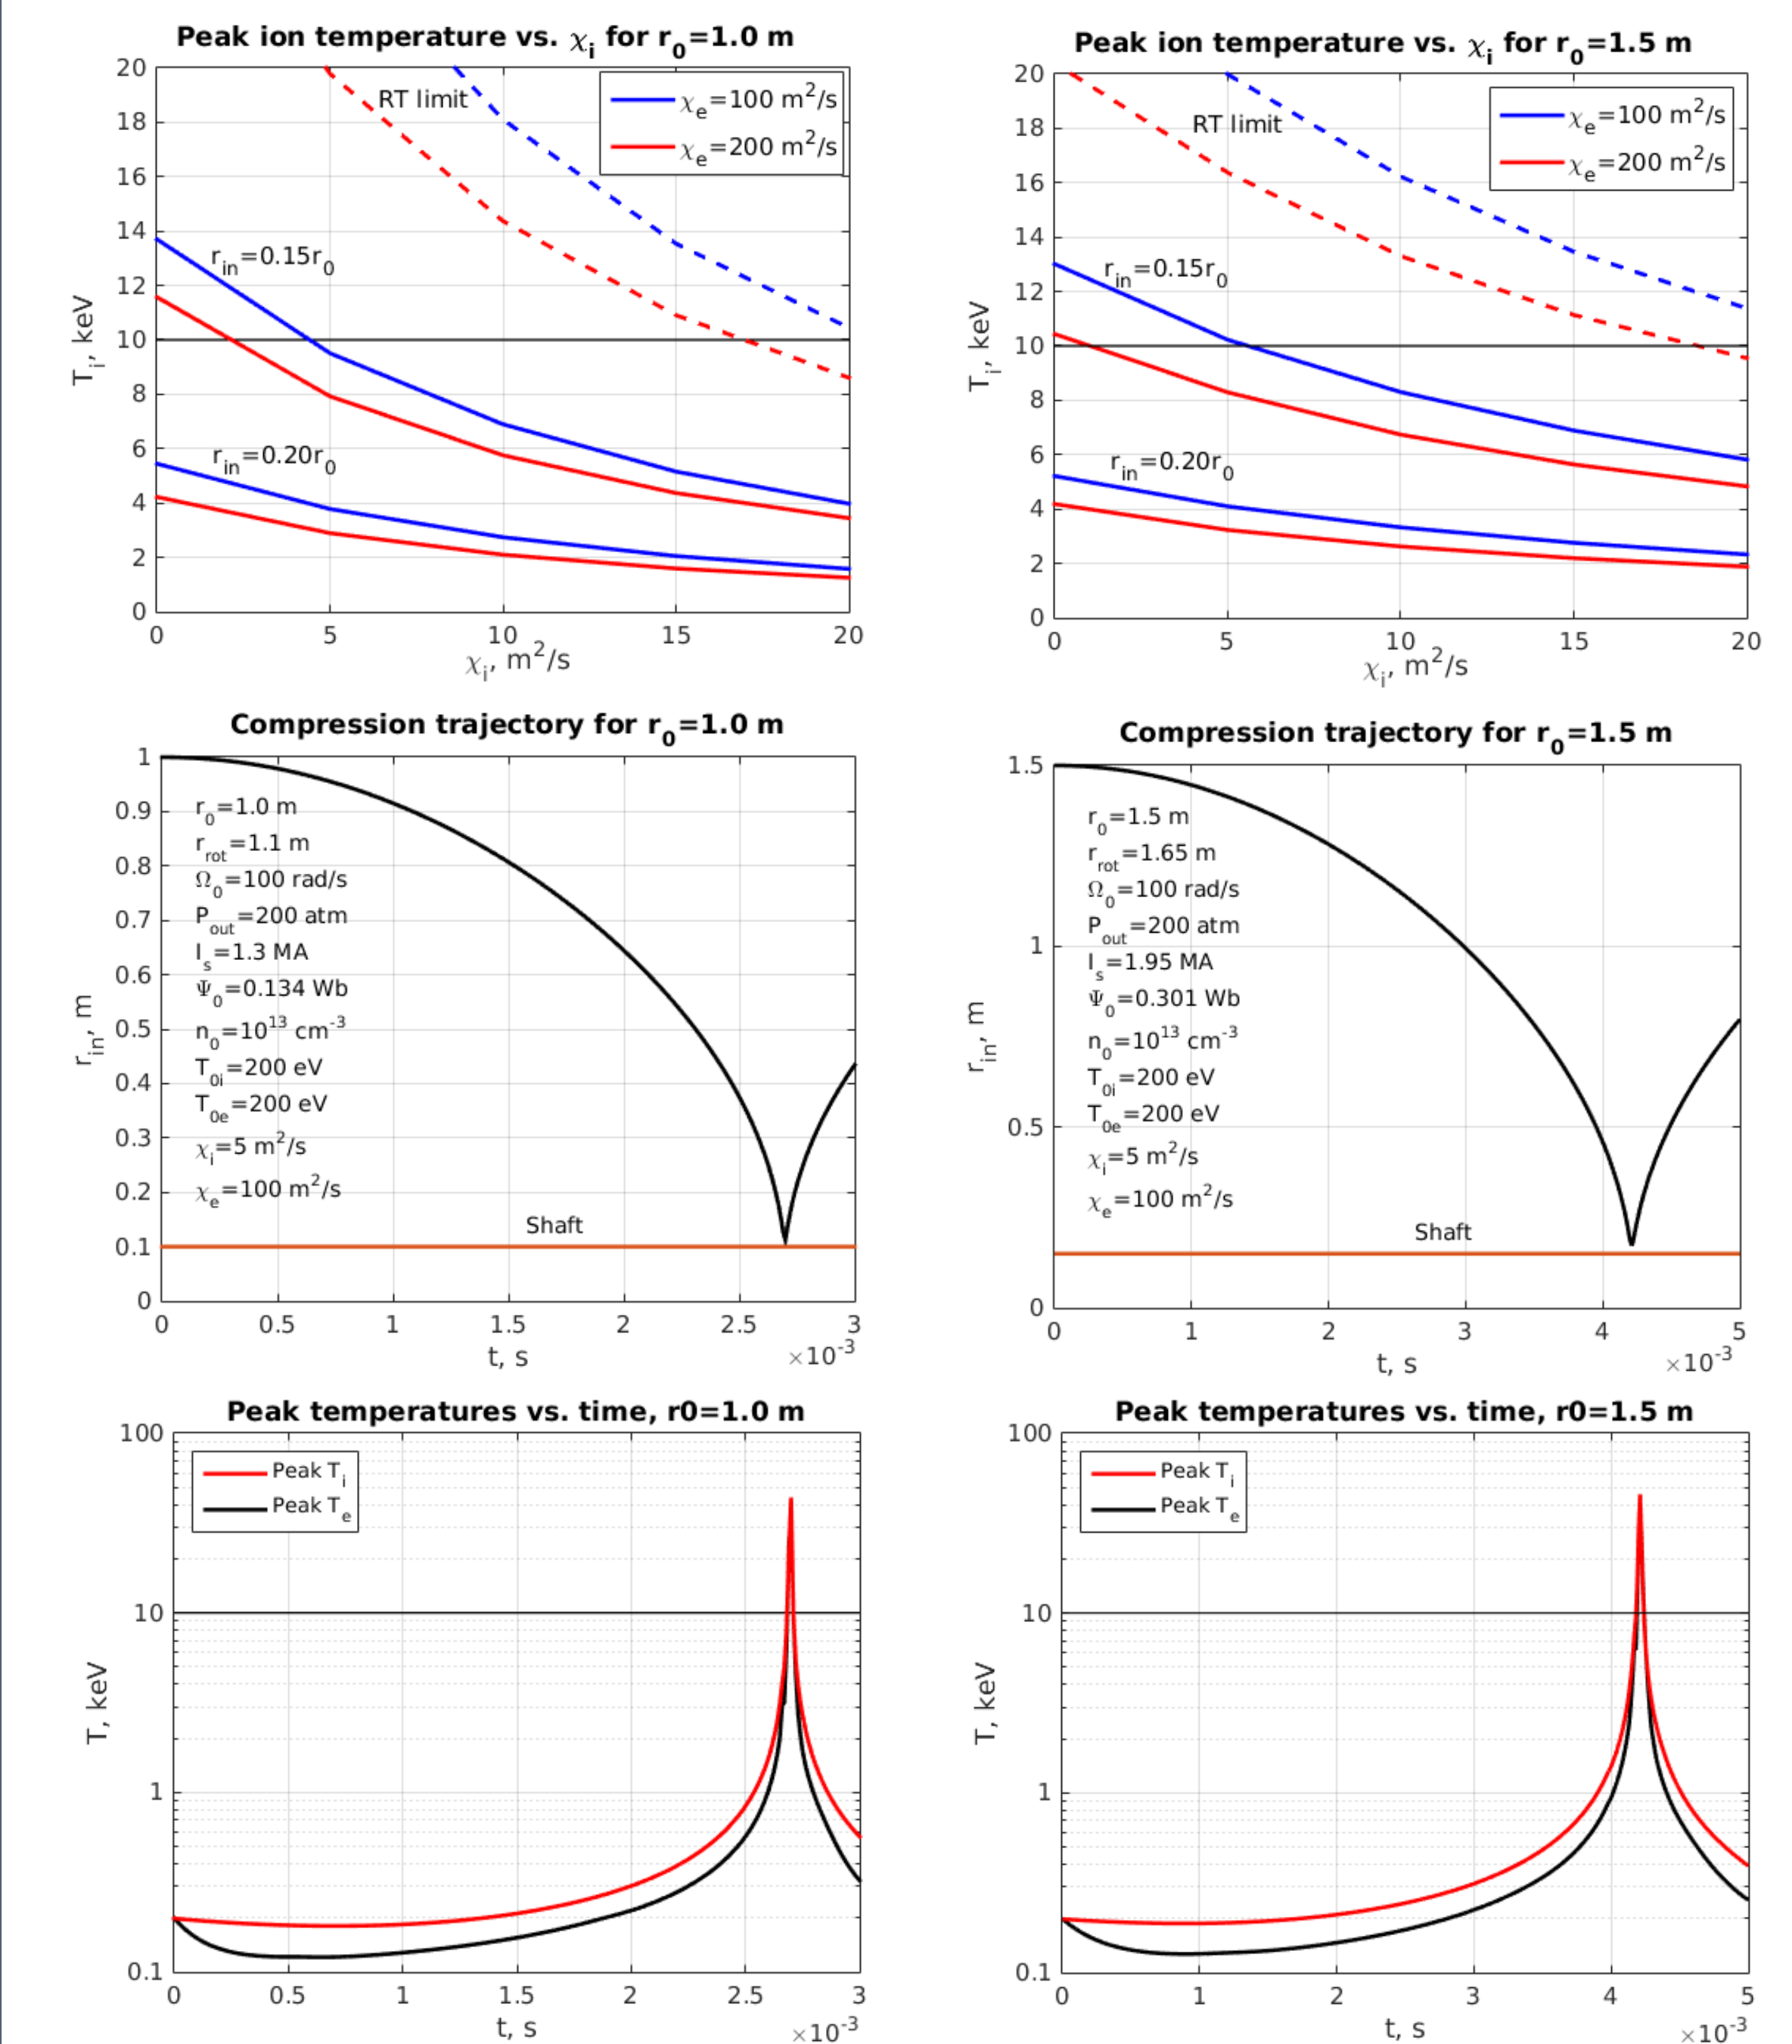 Peak ion temperature vs. χi for r0=1.0 m
20
18
16
14
12
10
8
6
4
2
0
Ti, keV
RT limit
χe=100 m2/s
χe=200 m2/s
rin=0.15r0
rin=0.20r0
0 5 10 15 20
χi, m2/s
Peak ion temperature vs. χi for r0=1.5 m
20
18
16
14
12
10
8
6
4
2
0
Ti, keV
RT limit
χe=100 m2/s
χe=200 m2/s
rin=0.15r0
rin=0.20r0
0 5 10 15 20
χi, m2/s
Compression trajectory for r0=1.0 m
1
0.9
0.8
0.7
0.6
0.5
0.4
0.3
0.2
0.1
0
rin, m
r0=1.0 m
rrot=1.1 m
Ω0=100 rad/s
Pout=200 atm
Is=1.3 MA
Ψ0=0.134 Wb
n0=10^13 cm^-3
T0i=200 eV
T0e=200 eV
χi=5 m2/s
χe=100 m2/s
Shaft
0 0.5 1 1.5 2 2.5 3
t, s
×10^-3
Compression trajectory for r0=1.5 m
1.5
1
0.5
0
rin, m
r0=1.5 m
rrot=1.65 m
Ω0=100 rad/s
Pout=200 atm
Is=1.95 MA
Ψ0=0.301 Wb
n0=10^13 cm^-3
T0i=200 eV
T0e=200 eV
χi=5 m2/s
χe=100 m2/s
Shaft
0 1 2 3 4 5
t, s
×10^-3
Peak temperatures vs. time, r0=1.0 m
100
10
1
0.1
T, keV
Peak Ti
Peak Te
0 0.5 1 1.5 2 2.5 3
t, s
×10^-3
Peak temperatures vs. time, r0=1.5 m
100
10
1
0.1
T, keV
Peak Ti
Peak Te
0 1 2 3 4 5
t, s
×10^-3